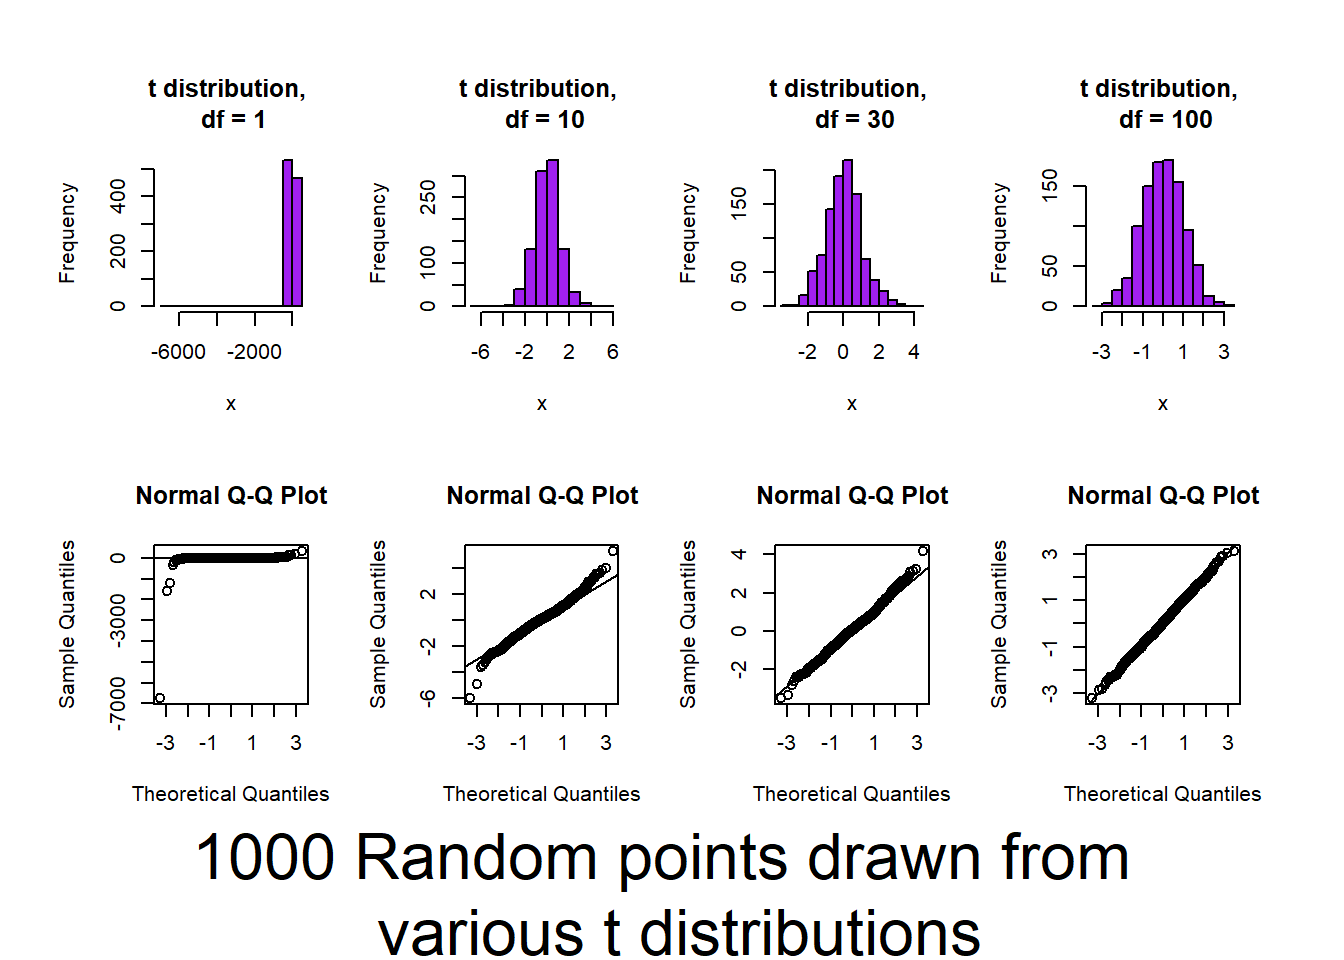 t distribution,
df = 1
t distribution,
df = 10
t distribution,
df = 30
t distribution,
df = 100
Frequency
0
200
400
-6000
-2000
x
Frequency
0
100
250
-6
-2
2
6
x
Frequency
0
50
150
-2
0
2
4
x
Frequency
0
50
150
-3
-1
1
3
x
Normal Q-Q Plot
Normal Q-Q Plot
Normal Q-Q Plot
Normal Q-Q Plot
Sample Quantiles
-7000
-3000
0
-3
-1
1
3
Theoretical Quantiles
Sample Quantiles
-6
-2
2
-3
-1
1
3
Theoretical Quantiles
Sample Quantiles
-2
0
2
4
-3
-1
1
3
Theoretical Quantiles
Sample Quantiles
-3
-1
1
3
-3
-1
1
3
Theoretical Quantiles
1000 Random points drawn from
various t distributions